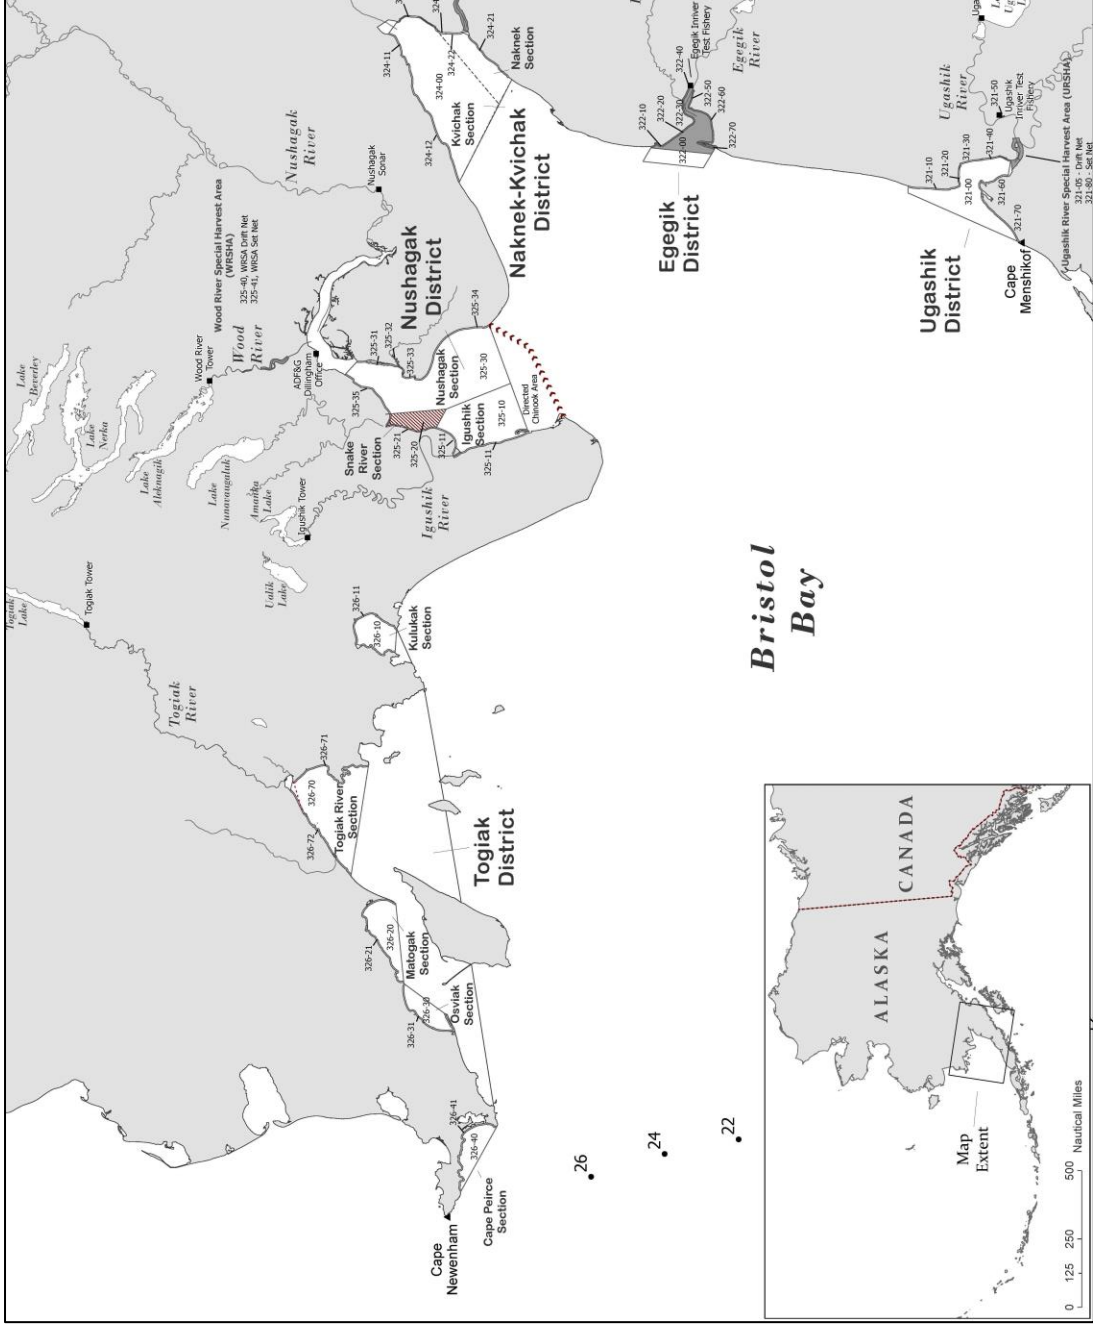 324-21
324-22
324-11
324-00
Naknek
Section
Kvichak
Section
324-12
Naknek-Kvichak
District
Nushagak
River
Nushagak
Sonar
Wood River Special Harvest Area
(WRSHA)
325-40, WRSA Drift Net
325-41, WRSA Set Net
Wood
River
Wood River
Tower
ADF&G
Dillingham
Office
Nushagak
District
325-31
325-32
325-33
325-34
325-35
Nushagak
Section
325-30
Igushik
Section
325-10
Directed
Chinook Area
Snake
River
Section
325-21
325-20
325-11
325-11
Igushik
River
Lake
Beverley
Lake
Nerka
Lake
Aleknagik
Lake
Nunavaugaluk
Amanka
Lake
Igushik Tower
Ualik
Lake
Togiak
Lake
Togiak Tower
Togiak
River
326-11
326-10
Kulukak
Section
326-71
326-70
326-72
Togiak River
Section
Togiak
District
326-21
326-20
Matogak
Section
326-31
326-30
Osviak
Section
326-41
326-40
Cape Peirce
Section
Cape
Newenham
26
24
22
Bristol
Bay
322-40
Egegik Inriver
Test Fishery
Egegik
River
322-10
322-20
322-30
322-50
322-60
322-00
322-70
Egegik
District
Ugashik
River
321-50
Ugashik
Inriver Test
Fishery
321-10
321-20
321-30
321-40
321-00
321-60
321-70
Ugashik
District
Cape
Menshikof
Ugashik River Special Harvest Area (URSHA)
321-05 - Drift Net
321-80 - Set Net
ALASKA
CANADA
Map
Extent
0 125 250 500
Nautical Miles